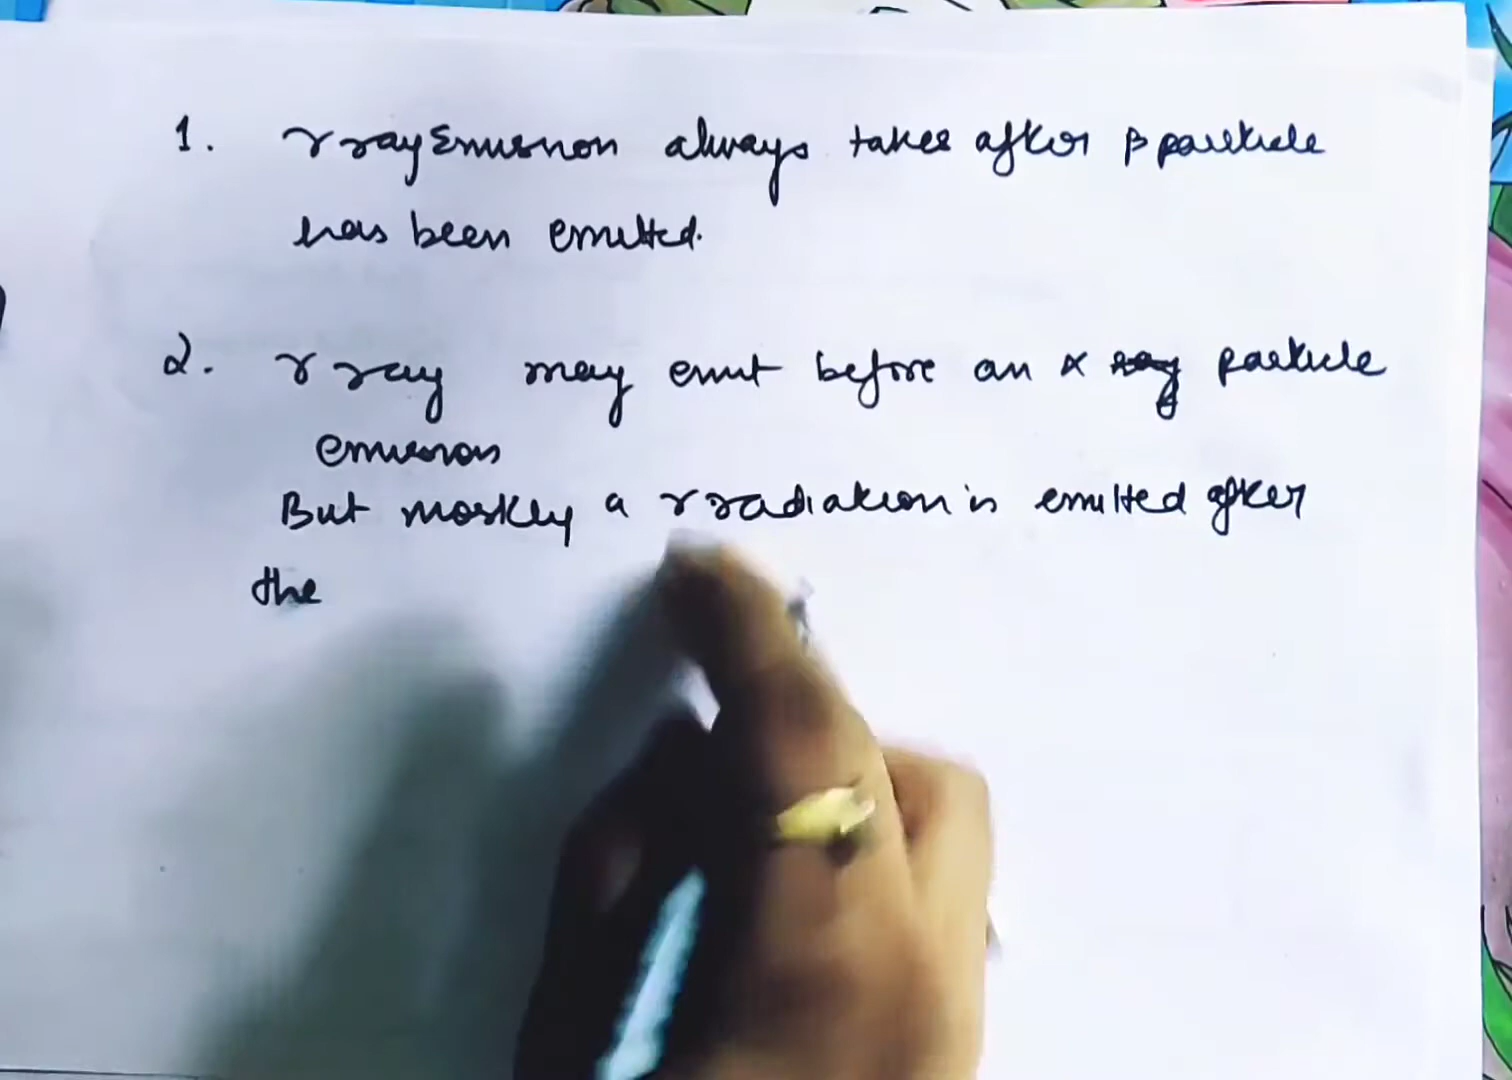 1. γ ray Emission always takes after β particle
has been emitted.
2. γ ray may emit before an α ray particle
emission
But mostly a γ radiation is emitted after
the